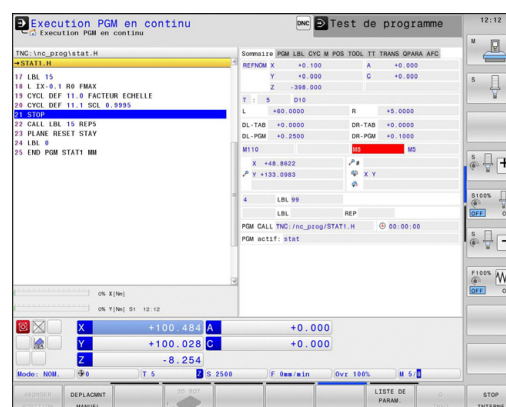 Execution PGM en continu
Execution PGM en continu
DNC
Test de programme
12:12
TNC:\nc_prog\stat.H
→STAT1.H
17 LBL 15
18 L IX-0.1 R0 FMAX
19 CYCL DEF 11.0 FACTEUR ECHELLE
20 CYCL DEF 11.1 SCL 0.9995
21 STOP
22 CALL LBL 15 REP5
23 PLANE RESET STAY
24 LBL 0
25 END PGM STAT1 MM
0% X[Nm]
0% Y[Nm] S1 12:12
Sommaire PGM LBL CYC M POS TOOL TT TRANS QPARA AFC
REFNOM X +0.100 A +0.000
Y +0.000 C +0.000
Z -398.000
T : 5 D10
L +60.0000 R +5.0000
DL-TAB +0.0000 DR-TAB +0.0000
DL-PGM +0.2500 DR-PGM +0.1000
M110 M8 M5
X +48.8622
Y +133.0983 X Y
4 LBL 99
LBL REP
PGM CALL TNC:/nc_prog/STAT1.H 00:00:00
PGM actif: stat
M
S
S
S100%
OFF
S
F100%
OFF
X +100.484 A +0.000
Y +100.028 C +0.000
Z -8.254
Mode: NOM. 0 T 5 Z S 2500 F 0mm/min Ovr 100% M 5/8
DEPLACMNT
MANUEL
3D ROT
LISTE DE
PARAM.
STOP
INTERNE